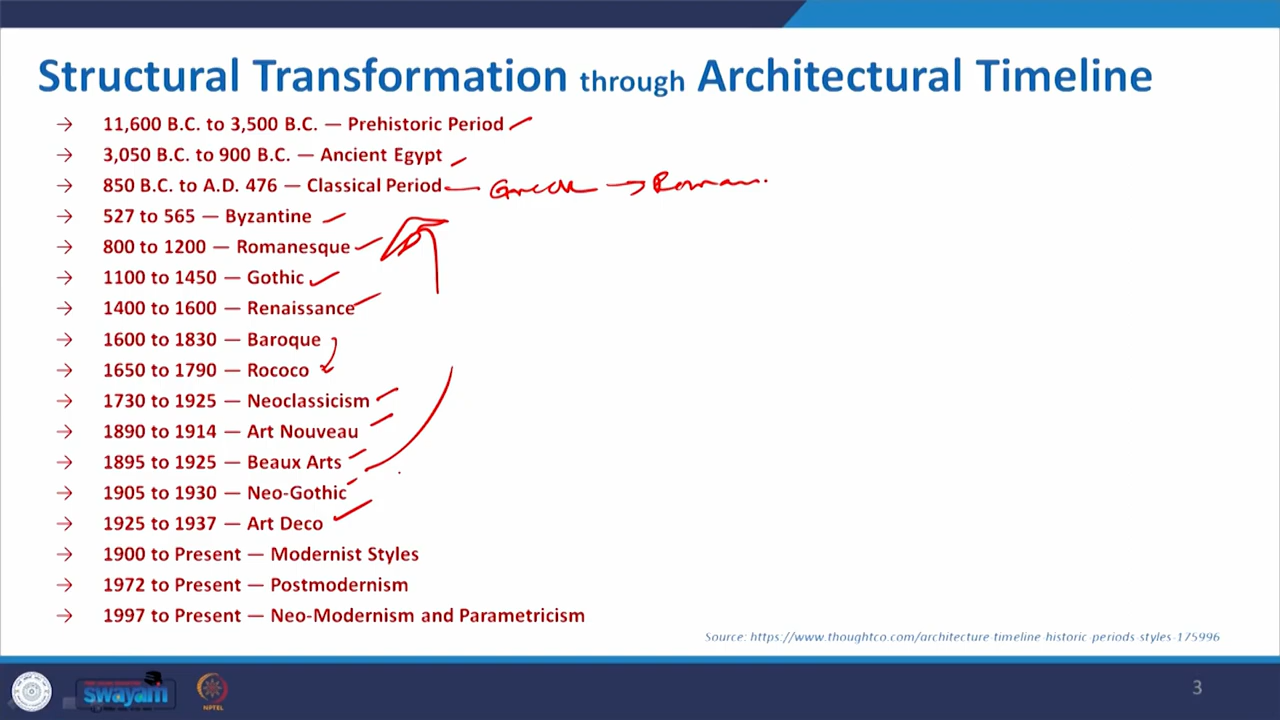 Structural Transformation through Architectural Timeline
→ 11,600 B.C. to 3,500 B.C. — Prehistoric Period
→ 3,050 B.C. to 900 B.C. — Ancient Egypt
→ 850 B.C. to A.D. 476 — Classical Period — Greek → Roman.
→ 527 to 565 — Byzantine
→ 800 to 1200 — Romanesque
→ 1100 to 1450 — Gothic
→ 1400 to 1600 — Renaissance
→ 1600 to 1830 — Baroque
→ 1650 to 1790 — Rococo
→ 1730 to 1925 — Neoclassicism
→ 1890 to 1914 — Art Nouveau
→ 1895 to 1925 — Beaux Arts
→ 1905 to 1930 — Neo-Gothic
→ 1925 to 1937 — Art Deco
→ 1900 to Present — Modernist Styles
→ 1972 to Present — Postmodernism
→ 1997 to Present — Neo-Modernism and Parametricism
Source: https://www.thoughtco.com/architecture-timeline-historic-periods-styles-175996
swayam
NPTEL
3